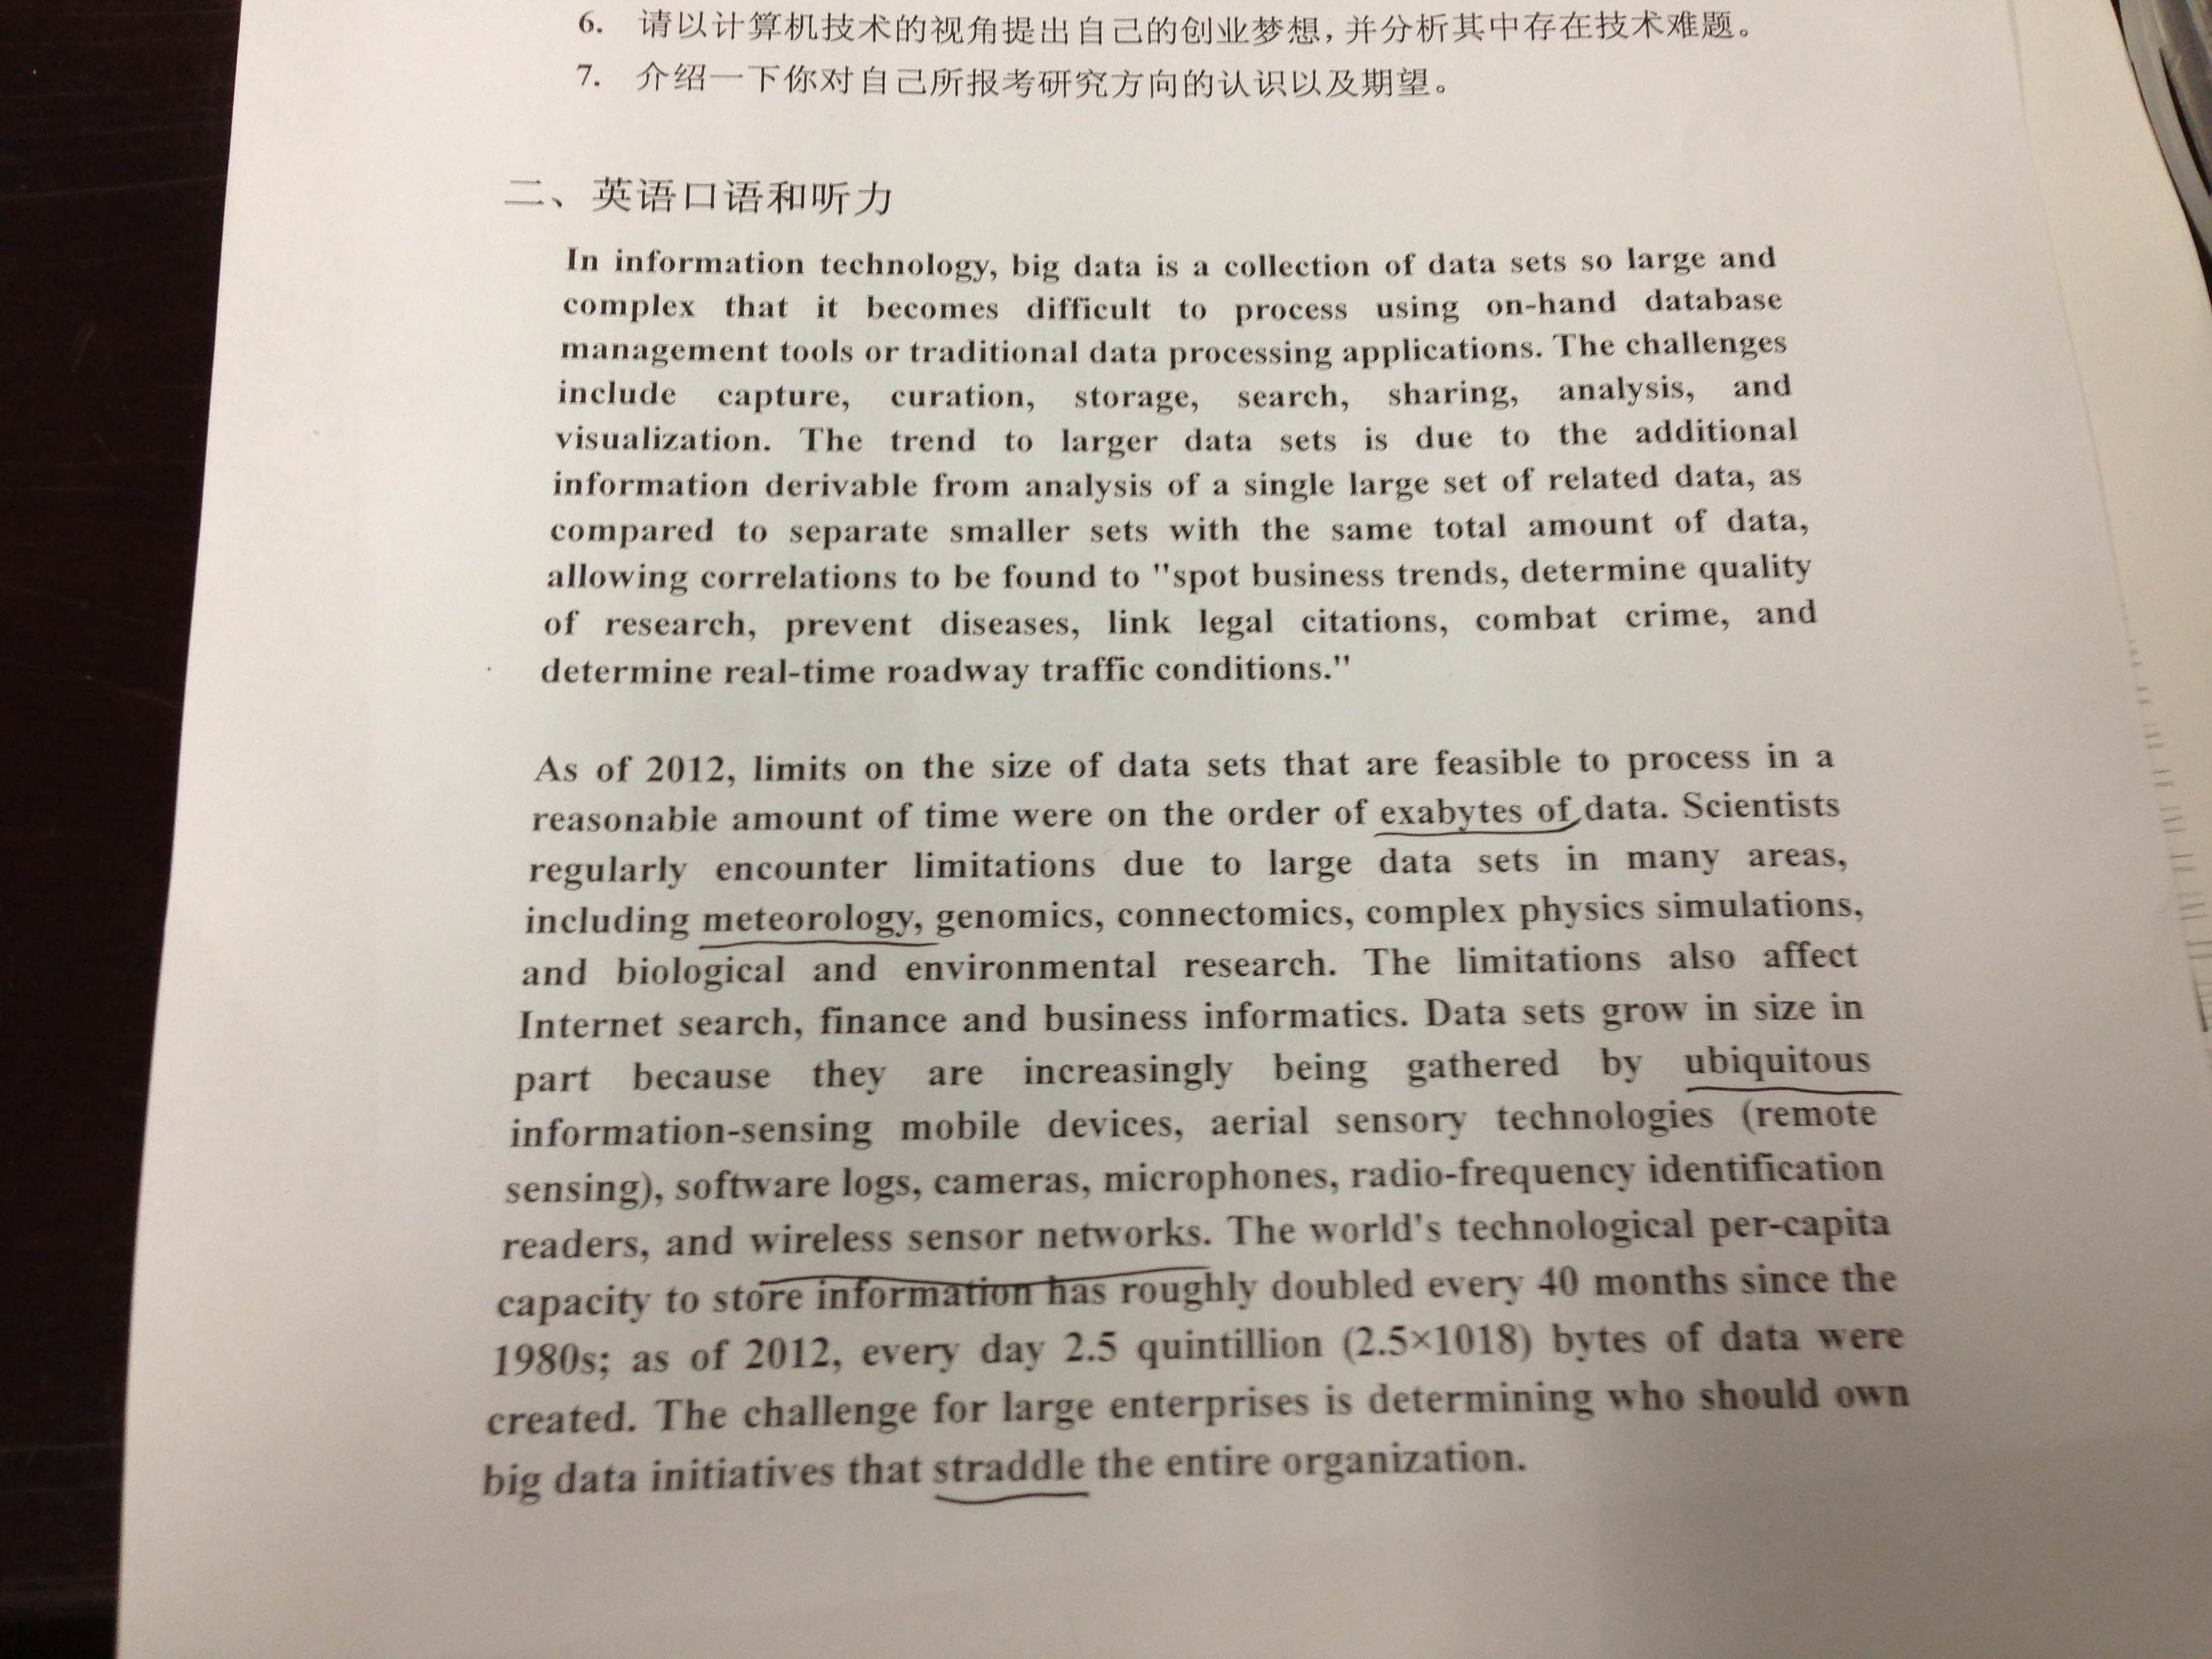 6. 请以计算机技术的视角提出自己的创业梦想，并分析其中存在技术难题。
7. 介绍一下你对自己所报考研究方向的认识以及期望。
二、英语口语和听力
In information technology, big data is a collection of data sets so large and
complex that it becomes difficult to process using on-hand database
management tools or traditional data processing applications. The challenges
include capture, curation, storage, search, sharing, analysis, and
visualization. The trend to larger data sets is due to the additional
information derivable from analysis of a single large set of related data, as
compared to separate smaller sets with the same total amount of data,
allowing correlations to be found to "spot business trends, determine quality
of research, prevent diseases, link legal citations, combat crime, and
determine real-time roadway traffic conditions."
As of 2012, limits on the size of data sets that are feasible to process in a
reasonable amount of time were on the order of exabytes of data. Scientists
regularly encounter limitations due to large data sets in many areas,
including meteorology, genomics, connectomics, complex physics simulations,
and biological and environmental research. The limitations also affect
Internet search, finance and business informatics. Data sets grow in size in
part because they are increasingly being gathered by ubiquitous
information-sensing mobile devices, aerial sensory technologies (remote
sensing), software logs, cameras, microphones, radio-frequency identification
readers, and wireless sensor networks. The world's technological per-capita
capacity to store information has roughly doubled every 40 months since the
1980s; as of 2012, every day 2.5 quintillion (2.5×1018) bytes of data were
created. The challenge for large enterprises is determining who should own
big data initiatives that straddle the entire organization.